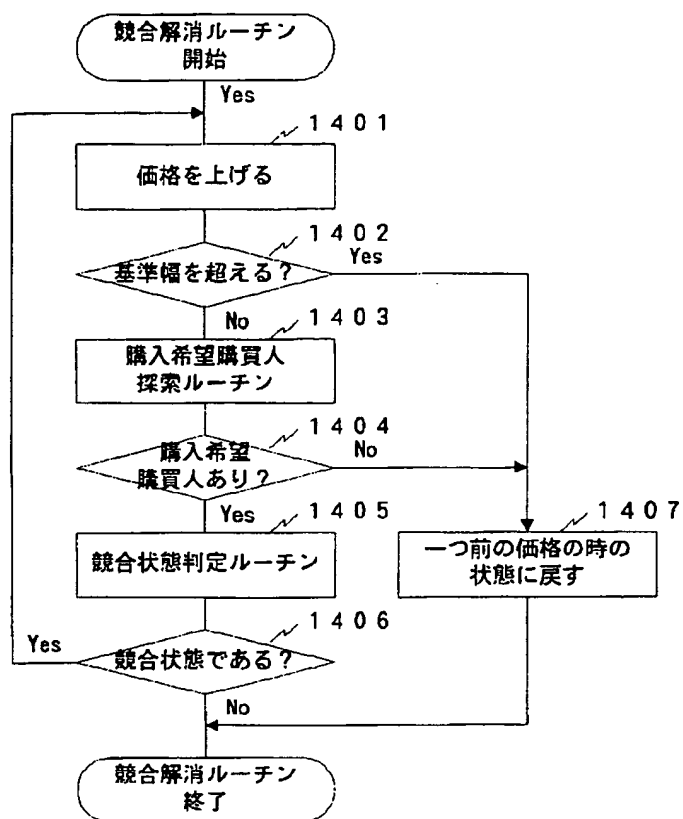 競合解消ルーチン
開始
Yes
1401
価格を上げる
1402
基準幅を超える?
Yes
No
1403
購入希望購買人
探索ルーチン
1404
購入希望
購買人あり?
No
Yes
1405
競合状態判定ルーチン
1407
一つ前の価格の時の
状態に戻す
1406
競合状態である?
Yes
No
競合解消ルーチン
終了